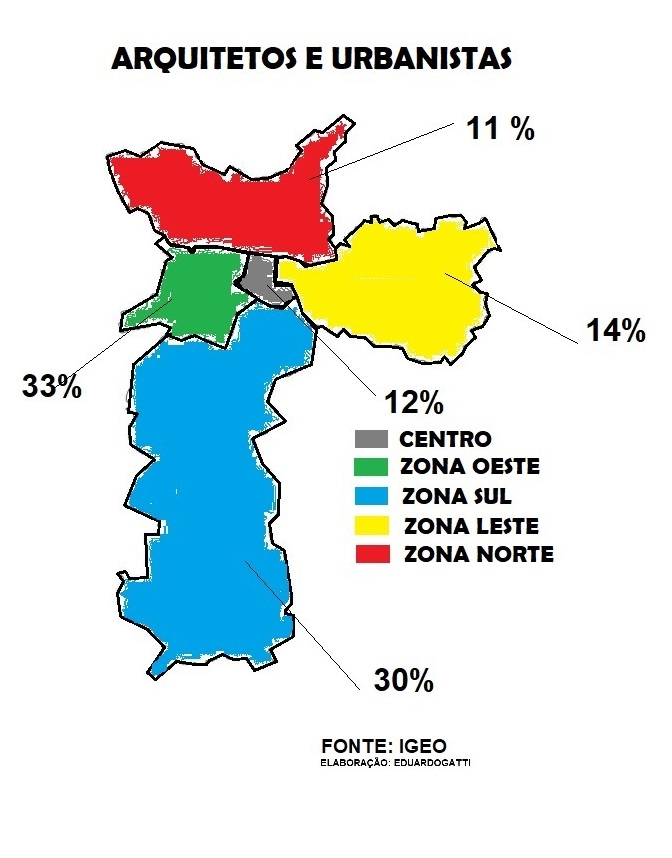 ARQUITETOS E URBANISTAS
11 %
14%
33%
12%
CENTRO
ZONA OESTE
ZONA SUL
ZONA LESTE
ZONA NORTE
30%
FONTE: IGEO
ELABORAÇÃO: EDUARDOGATTI